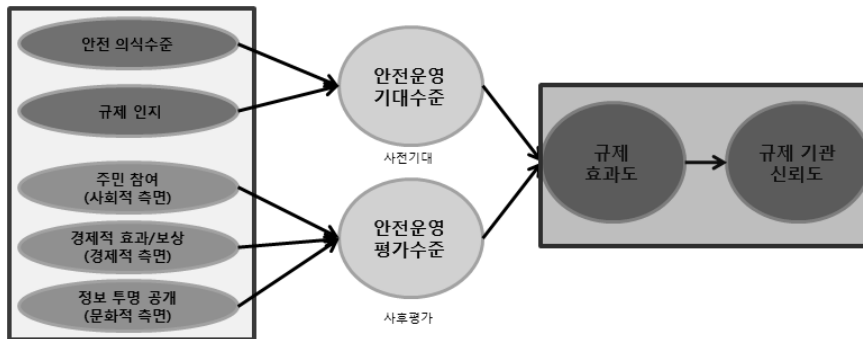 안전 의식수준
규제 인지
주민 참여
(사회적 측면)
경제적 효과/보상
(경제적 측면)
정보 투명 공개
(문화적 측면)
안전운영
기대수준
사전기대
안전운영
평가수준
사후평가
규제
효과도
규제 기관
신뢰도